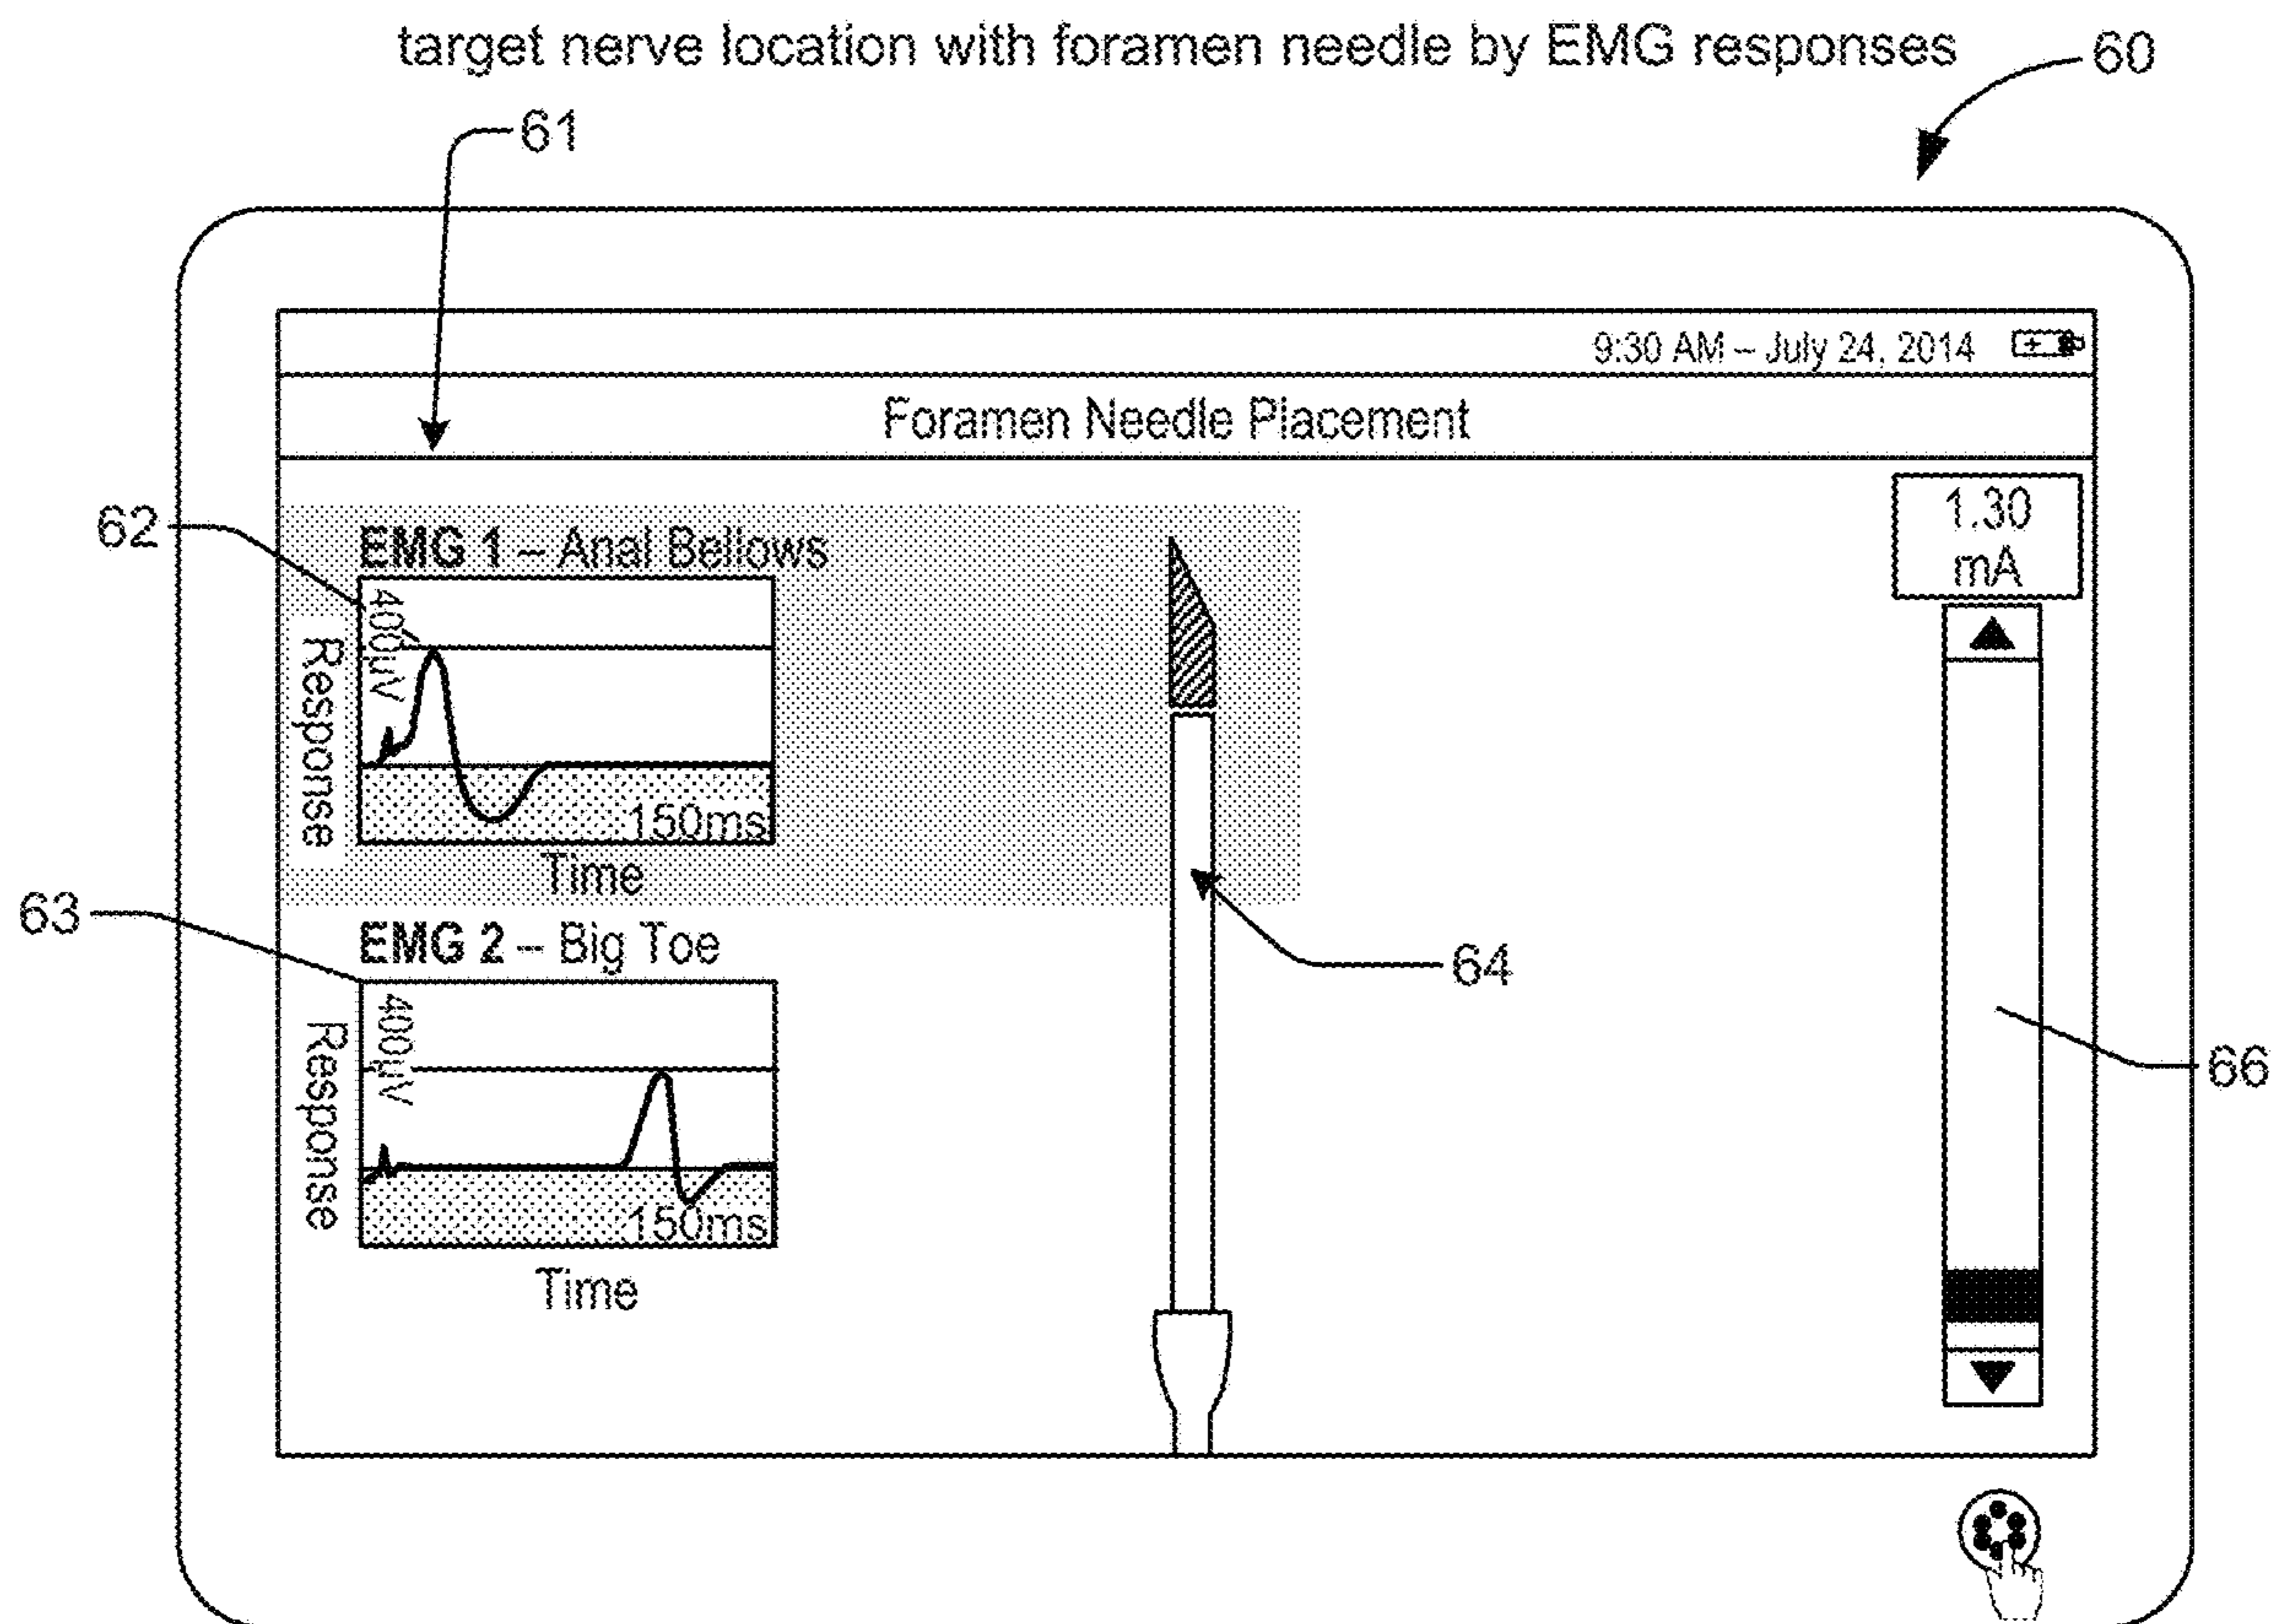 target nerve location with foramen needle by EMG responses
60
61
9:30 AM – July 24, 2014
Foramen Needle Placement
62
EMG 1 – Anal Bellows
400µV
Response
150ms
Time
1.30
mA
63
EMG 2 – Big Toe
400µV
Response
150ms
Time
64
66